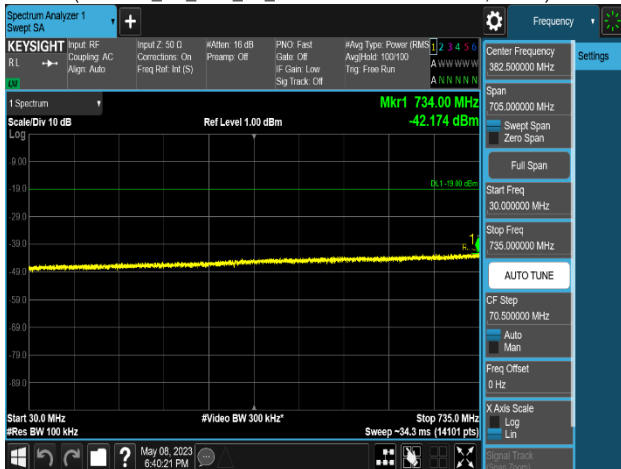 Spectrum Analyzer 1
Swept SA
+
Frequency
KEYSIGHT
RL
Input: RF
Coupling: AC
Align: Auto
Input Z: 50 Ω
Corrections: On
Freq Ref: Int (S)
#Atten: 16 dB
Preamp: Off
PNO: Fast
Gate: Off
IF Gain: Low
Sig Track: Off
#Avg Type: Power (RMS
Avg|Hold: 100/100
Trig: Free Run
1 2 3 4 5 6
A W W W W W
A N N N N N
1 Spectrum
Scale/Div 10 dB
Ref Level 1.00 dBm
Mkr1 734.00 MHz
-42.174 dBm
Log
-9.00
-19.0
DL1 -19.00 dBm
-29.0
-39.0
1
-49.0
-59.0
-69.0
-79.0
-89.0
Start 30.0 MHz
#Video BW 300 kHz*
Stop 735.0 MHz
#Res BW 100 kHz
Sweep ~34.3 ms (14101 pts)
?
May 08, 2023
6:40:21 PM
Center Frequency
382.500000 MHz
Settings
Span
705.000000 MHz
Swept Span
Zero Span
Full Span
Start Freq
30.000000 MHz
Stop Freq
735.000000 MHz
AUTO TUNE
CF Step
70.500000 MHz
Auto
Man
Freq Offset
0 Hz
X Axis Scale
Log
Lin
Signal Track
(Span Zoom)